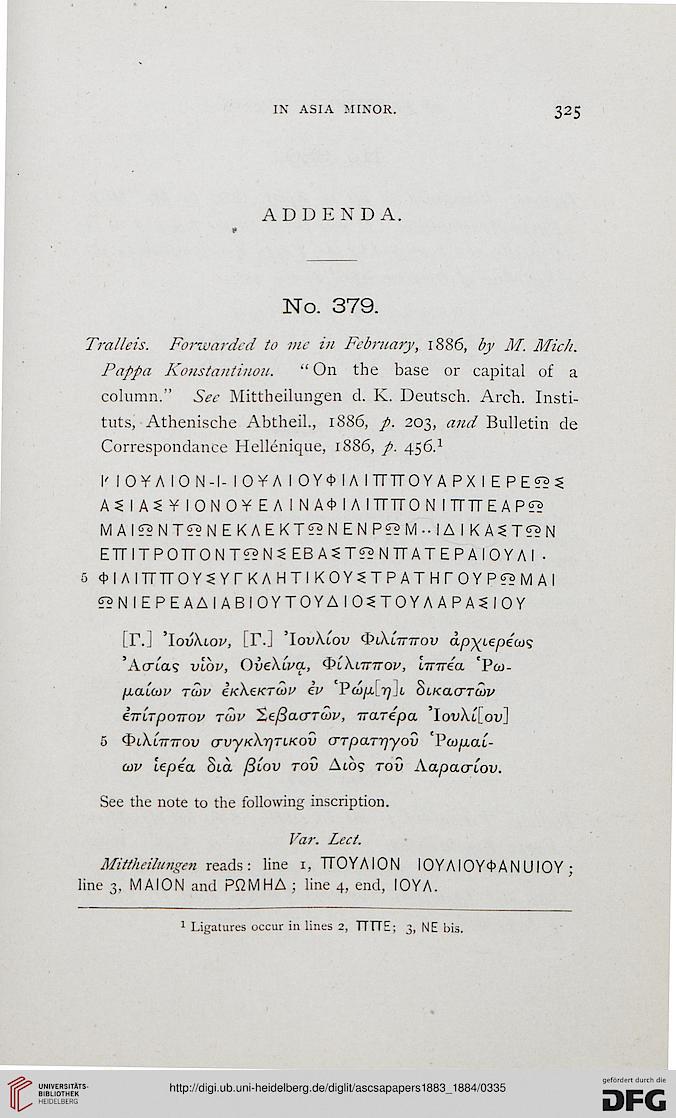 IN ASIA MINOR. 325
ADDENDA.
No. 379.
Tralleis. Forwarded to me in February, 1886, by M. Mich.
Pappa Konstantinou. “On the base or capital of a
column.” See Mittheilungen d. K. Deutsch. Arch. Insti-
tuts, Athenische Abtheil., 1886, p. 203, and Bulletin de
Correspondance Hellénique, 1886, p. 456.¹
Ι΄ΙΟΥΛΙΟΝ-Ι-ΙΟΥΛΙΟΥΦΙΛΙΠΠΟΥΑΡΧΙΕΡΕΩΣ
ΑΣΙΑΣΥΙΟΝΟΥΕΛΙΝΑΦΙΛΙΠΠΟΝΙΠΠΕΑΡΩ
ΜΑΙΩΝΤΩΝΕΚΛΕΚΤΩΝΕΝΡΩΜ··ΙΔΙΚΑΣΤΩΝ
ΕΠΙΤΡΟΠΟΝΤΩΝΣΕΒΑΣΤΩΝΠΑΤΕΡΑΙΟΥΛΙ·
5 ΦΙΛΙΠΠΟΥΣΥΓΚΛΗΤΙΚΟΥΣΤΡΑΤΗΓΟΥΡΩΜΑΙ
ΩΝΙΕΡΕΑΔΙΑΒΙΟΥΤΟΥΔΙΟΣΤΟΥΛΑΡΑΣΙΟΥ
[Γ.] Ἰούλιον, [Γ.] Ἰουλίου Φιλίππου ἀρχιερέως
Ἀσίας υἱὸν, Οὐελίνᾳ, Φίλιππον, ἱππέα Ῥω-
μαίων τῶν ἐκλεκτῶν ἐν Ῥώμ[η]ι δικαστῶν
ἐπίτροπον τῶν Σεβαστῶν, πατέρα Ἰουλί[ου]
5 Φιλίππου συγκλητικοῦ στρατηγοῦ Ῥωμαί-
ων ἱερέα διὰ βίου τοῦ Διὸς τοῦ Λαρασίου.
See the note to the following inscription.
Var. Lect.
Mittheilungen reads: line 1, ΠΟΥΛΙΟΝ ΙΟΥΛΙΟΥΦΑΝUΙΟΥ;
line 3, ΜΑΙΟΝ and ΡΩΜΗΔ; line 4, end, ΙΟΥΛ.
¹ Ligatures occur in lines 2, ΠΠΕ; 3, ΝΕ bis.
UNIVERSITÄTS-
BIBLIOTHEK
HEIDELBERG
http://digi.ub.uni-heidelberg.de/diglit/ascsapapers1883_1884/0335
gefördert durch die
DFG